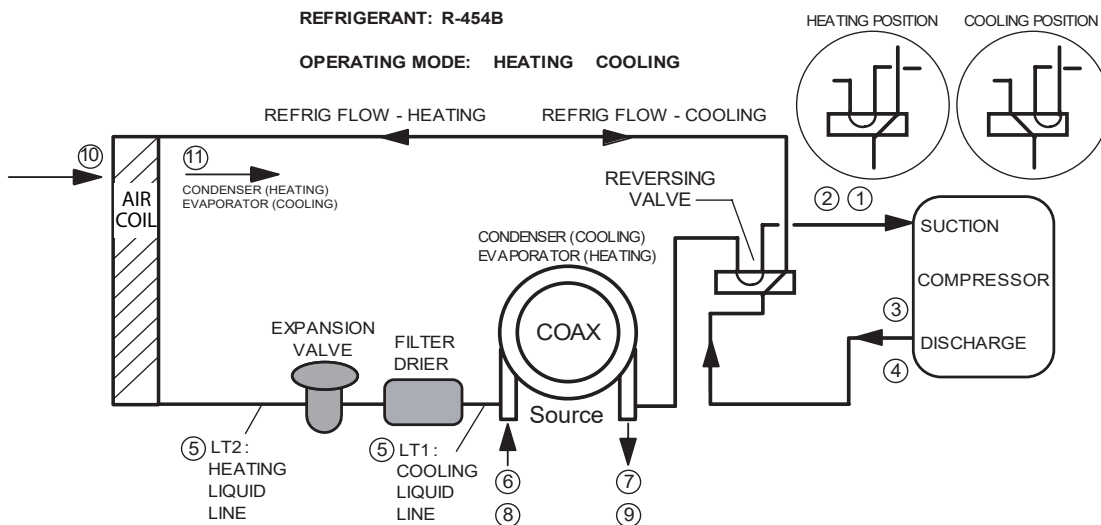 REFRIGERANT: R-454B
OPERATING MODE: HEATING COOLING
HEATING POSITION
COOLING POSITION
REFRIG FLOW - HEATING
REFRIG FLOW - COOLING
10
11
CONDENSER (HEATING)
EVAPORATOR (COOLING)
AIR
COIL
REVERSING
VALVE
2 1
SUCTION
COMPRESSOR
3
DISCHARGE
4
CONDENSER (COOLING)
EVAPORATOR (HEATING)
COAX
EXPANSION
VALVE
FILTER
DRIER
Source
5 LT2:
HEATING
LIQUID
LINE
5 LT1:
COOLING
LIQUID
LINE
6
8
7
9